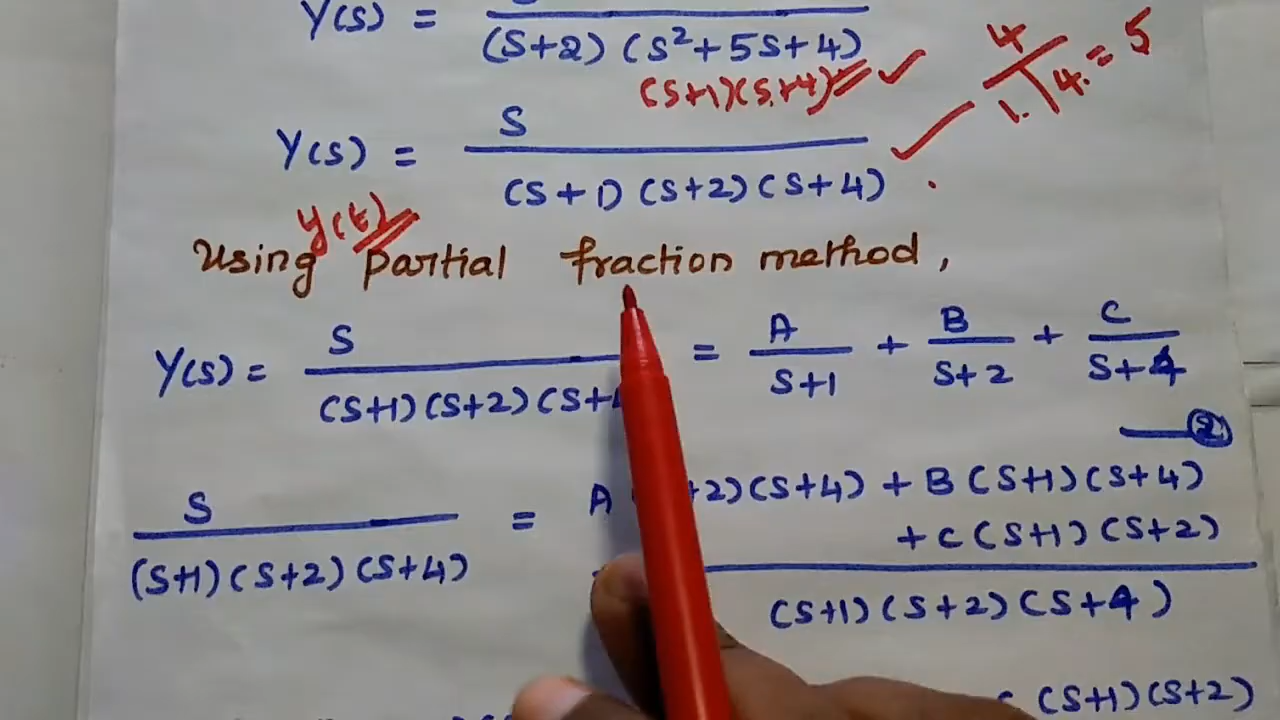 Y(s) =
(s+2) (s²+5s+4)
(s+1)(s+4)
4
1. 4. = 5
Y(s) = s
(s+1) (s+2) (s+4)
y(t)
Using partial fraction method,
Y(s) = s / (s+1) (s+2) (s+ = A / s+1 + B / s+2 + C / s+4
2
s / (s+1) (s+2) (s+4) = A +2) (s+4) + B (s+1) (s+4)
+ C (s+1) (s+2)
(s+1) (s+2) (s+4)
(s+1) (s+2)